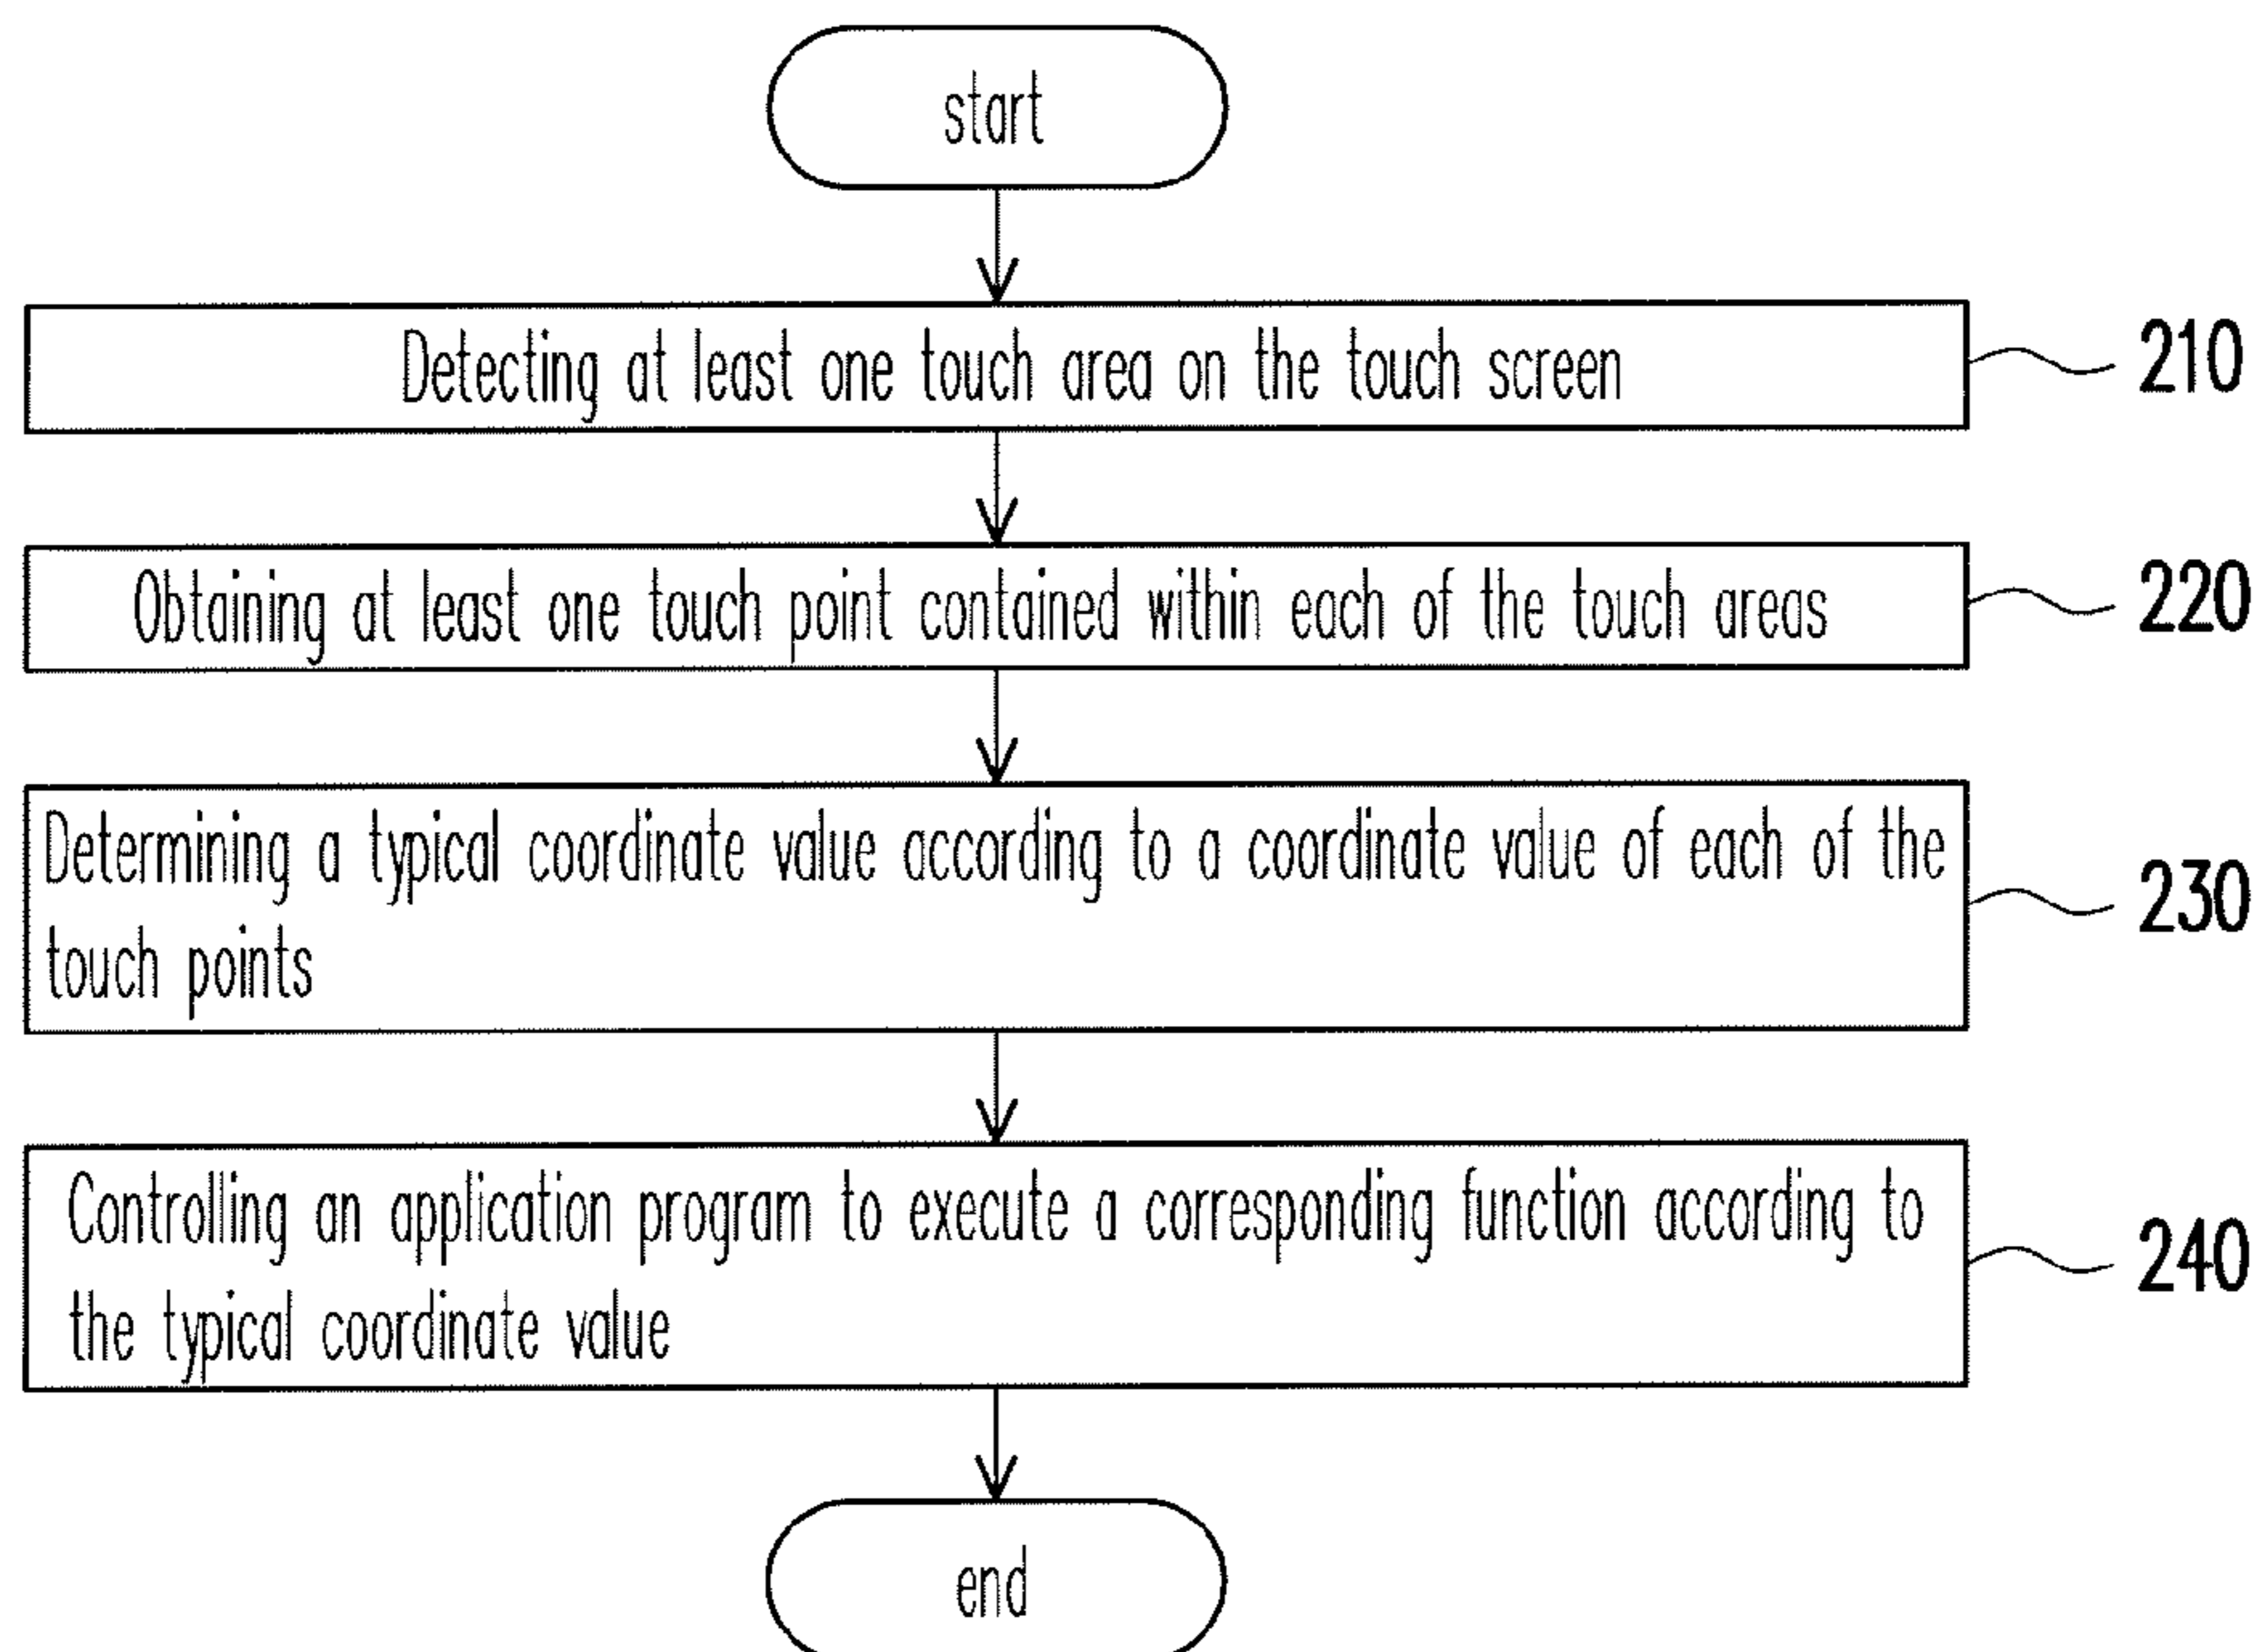 start
Detecting at least one touch area on the touch screen
210
Obtaining at least one touch point contained within each of the touch areas
220
Determining a typical coordinate value according to a coordinate value of each of the
touch points
230
Controlling an application program to execute a corresponding function according to
the typical coordinate value
240
end